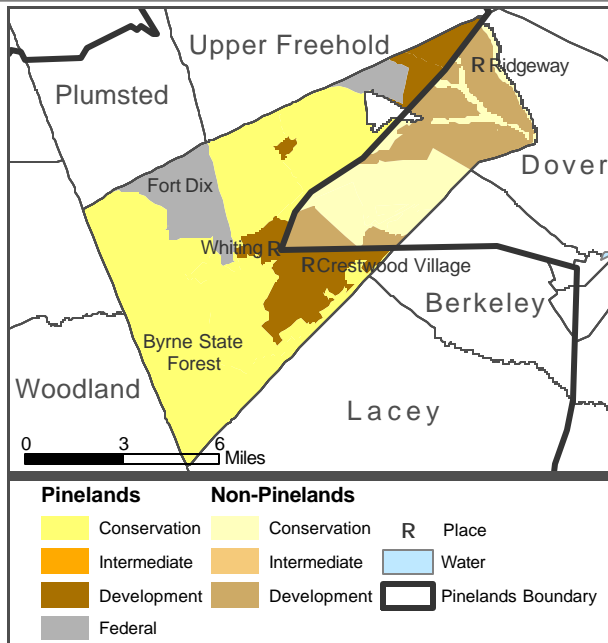 Upper Freehold
R Ridgeway
Plumsted
Dover
Fort Dix
Whiting R
R Crestwood Village
Berkeley
Byrne State
Forest
Woodland
Lacey
0 3 6
Miles
Pinelands Non-Pinelands
Conservation Conservation R Place
Intermediate Intermediate Water
Development Development Pinelands Boundary
Federal